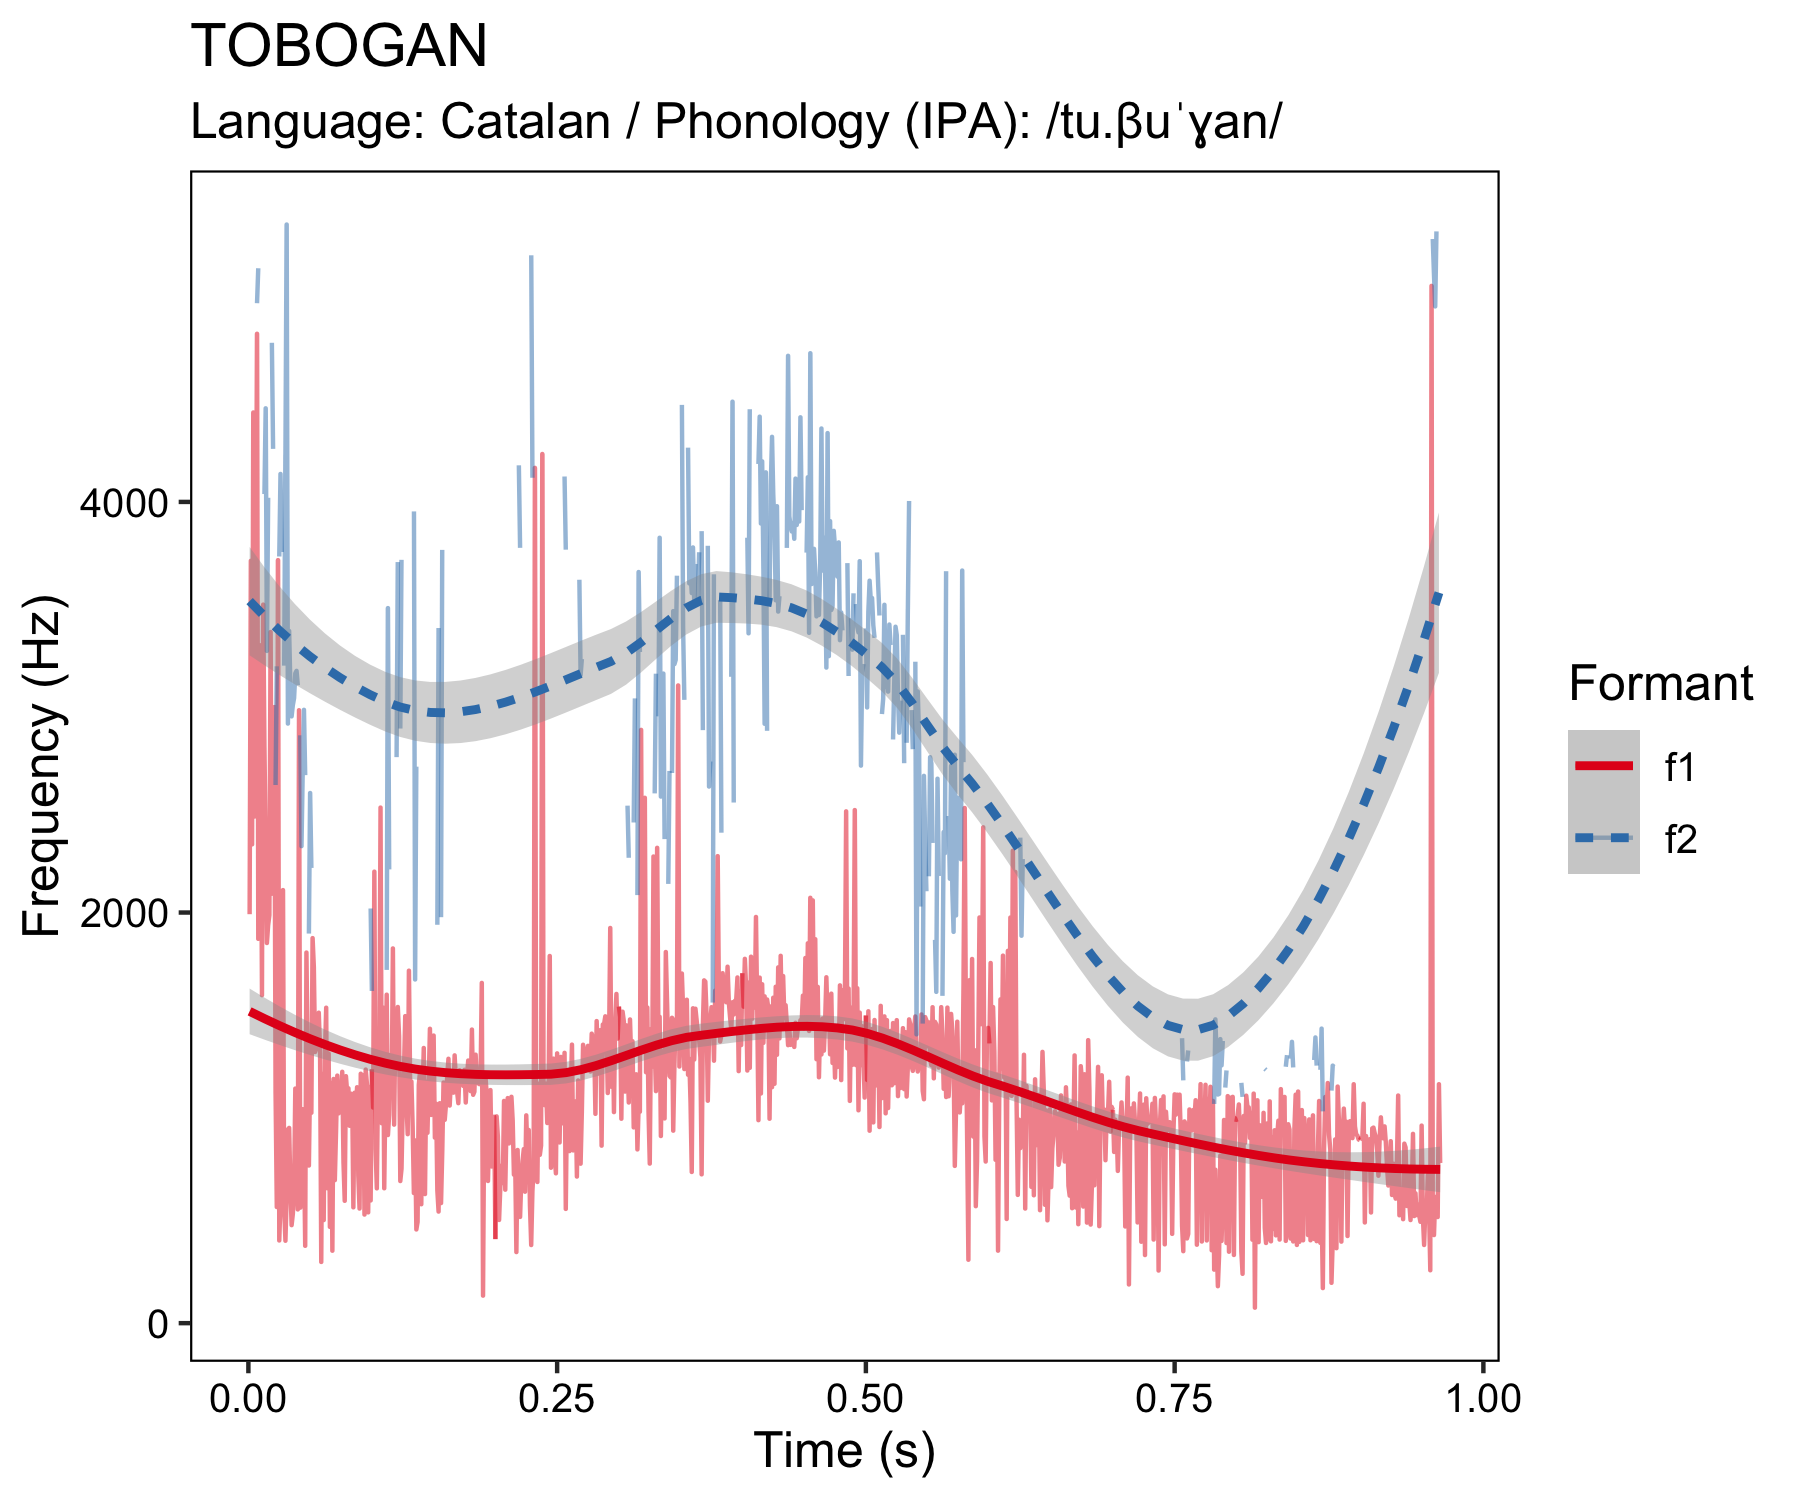 TOBOGAN
Language: Catalan / Phonology (IPA): /tu.βuˈɣan/
Frequency (Hz)
4000
2000
0
0.00 0.25 0.50 0.75 1.00
Time (s)
Formant
f1
f2